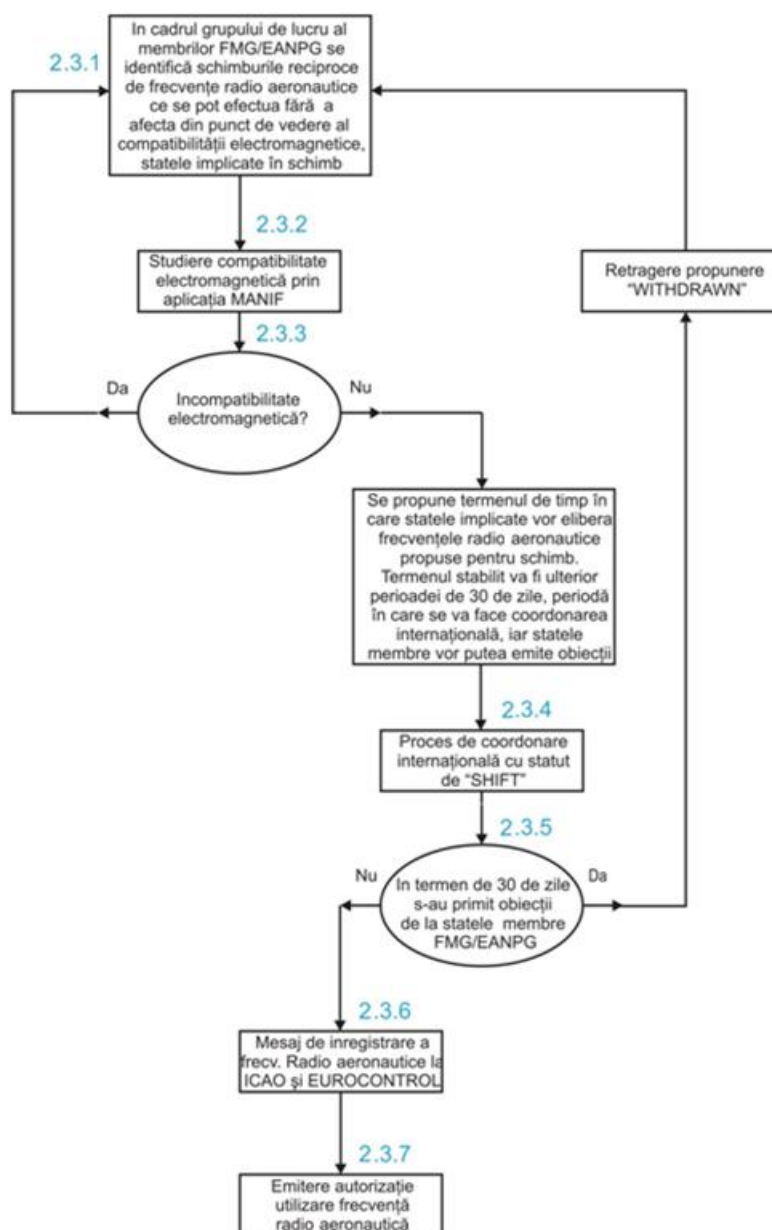 2.3.1
In cadrul grupului de lucru al
membrilor FMG/EANPG se
identifică schimburile reciproce
de frecvențe radio aeronautice
ce se pot efectua fără a
afecta din punct de vedere al
compatibilității electromagnetice,
statele implicate în schimb
2.3.2
Studiere compatibilitate
electromagnetică prin
aplicația MANIF
Retragere propunere
“WITHDRAWN”
2.3.3
Da
Incompatibilitate
electromagnetică?
Nu
Se propune termenul de timp în
care statele implicate vor elibera
frecvențele radio aeronautice
propuse pentru schimb.
Termenul stabilit va fi ulterior
perioadei de 30 de zile, periodă
în care se va face coordonarea
internațională, iar statele
membre vor putea emite obiecții
2.3.4
Proces de coordonare
internațională cu statut
de “SHIFT”
2.3.5
Nu
In termen de 30 de zile
s-au primit obiecții
de la statele membre
FMG/EANPG
Da
2.3.6
Mesaj de inregistrare a
frecv. Radio aeronautice la
ICAO şi EUROCONTROL
2.3.7
Emitere autorizație
utilizare frecvență
radio aeronautică